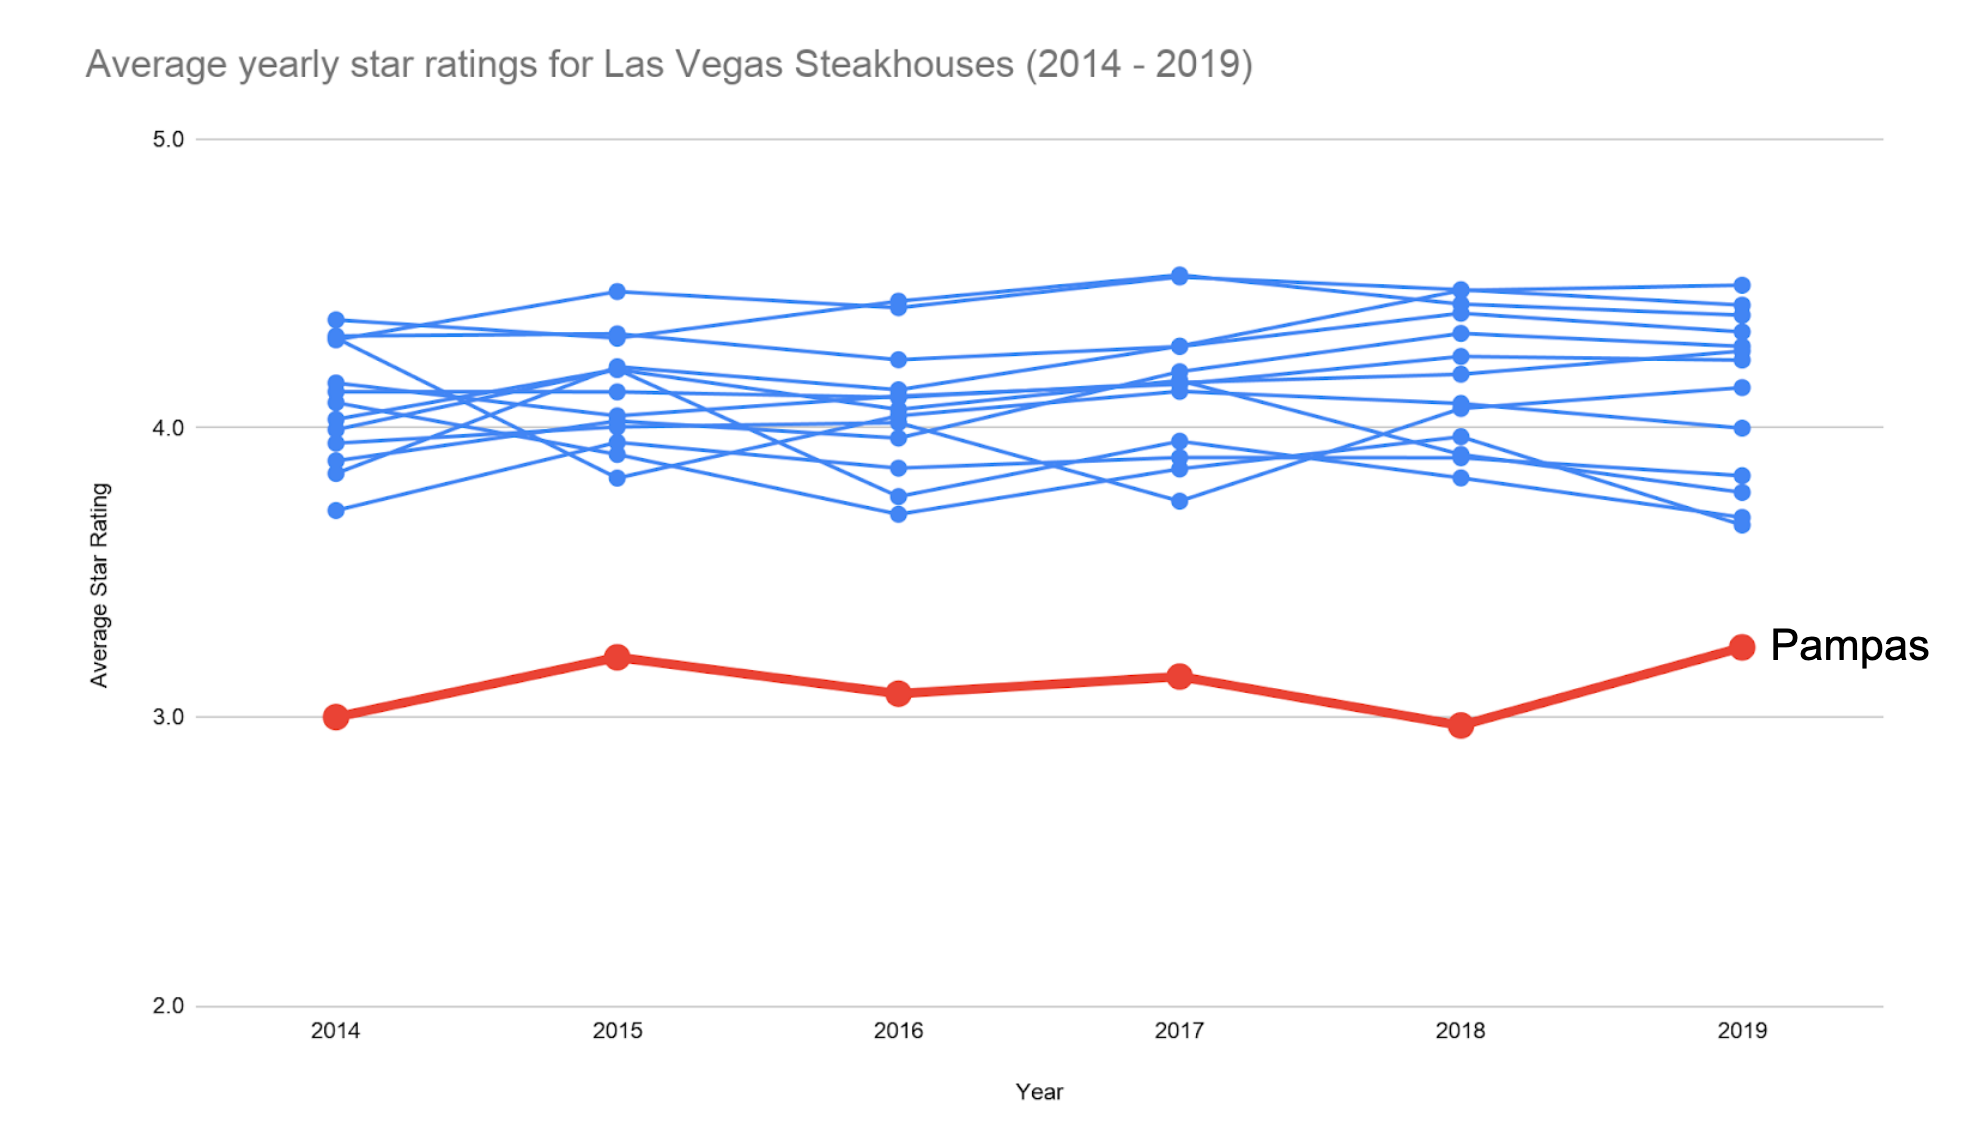 Average yearly star ratings for Las Vegas Steakhouses (2014 - 2019)
5.0
4.0
3.0
2.0
Average Star Rating
Pampas
2014 2015 2016 2017 2018 2019
Year